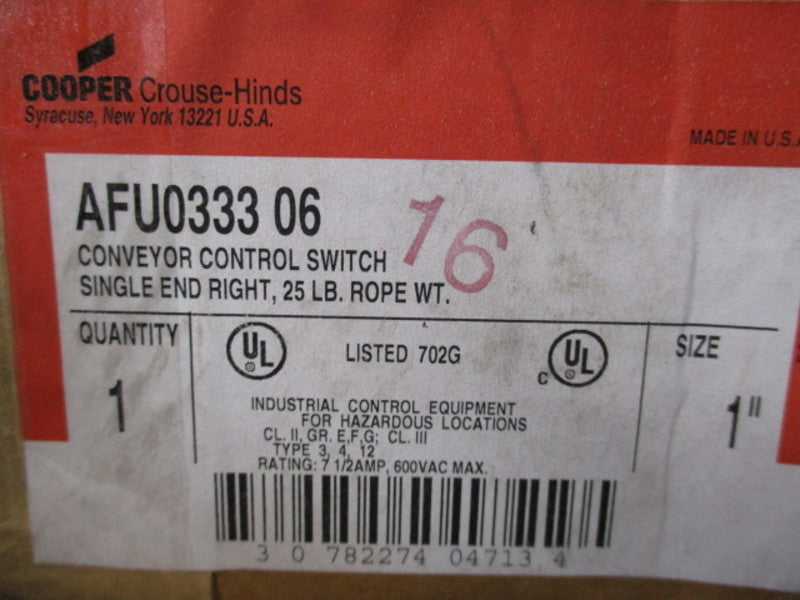 COOPER Crouse-Hinds
Syracuse, New York 13221 U.S.A.
MADE IN U.S.A
AFU0333 06
16
CONVEYOR CONTROL SWITCH
SINGLE END RIGHT, 25 LB. ROPE WT.
QUANTITY
1
UL
LISTED 702G
C UL
SIZE
1"
INDUSTRIAL CONTROL EQUIPMENT
FOR HAZARDOUS LOCATIONS
CL. II, GR. E,F,G; CL. III
TYPE 3, 4, 12
RATING: 7 1/2AMP, 600VAC MAX.
3 0 782274 04713 4